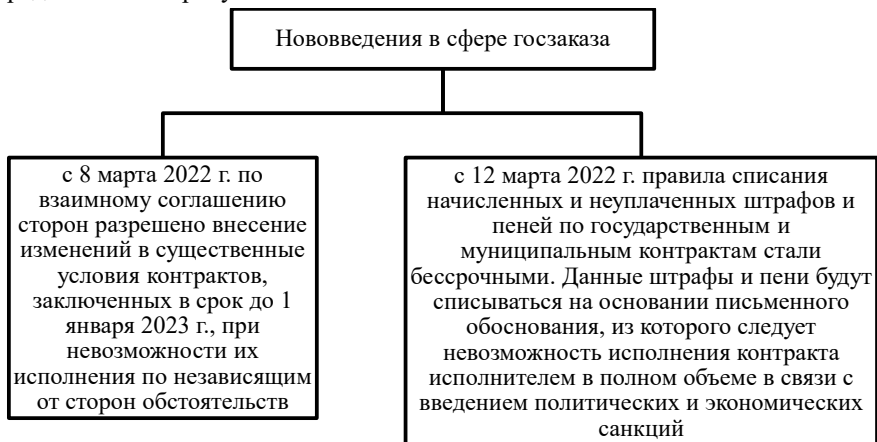 Нововведения в сфере госзаказа
с 8 марта 2022 г. по
взаимному соглашению
сторон разрешено внесение
изменений в существенные
условия контрактов,
заключенных в срок до 1
января 2023 г., при
невозможности их
исполнения по независящим
от сторон обстоятельств
с 12 марта 2022 г. правила списания
начисленных и неуплаченных штрафов и
пеней по государственным и
муниципальным контрактам стали
бессрочными. Данные штрафы и пени будут
списываться на основании письменного
обоснования, из которого следует
невозможность исполнения контракта
исполнителем в полном объеме в связи с
введением политических и экономических
санкций